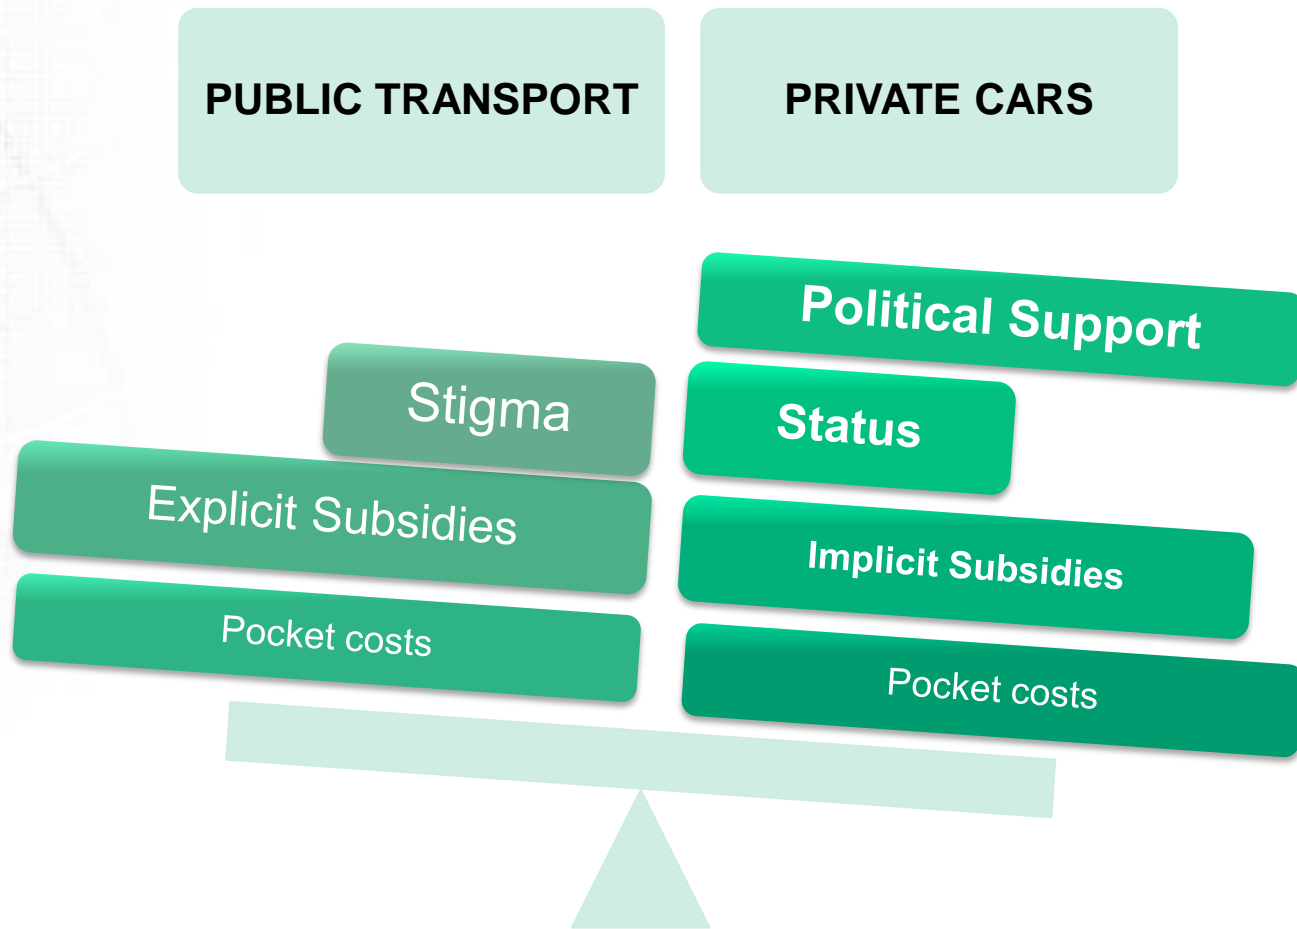 PUBLIC TRANSPORT
PRIVATE CARS
Political Support
Stigma
Status
Explicit Subsidies
Implicit Subsidies
Pocket costs
Pocket costs